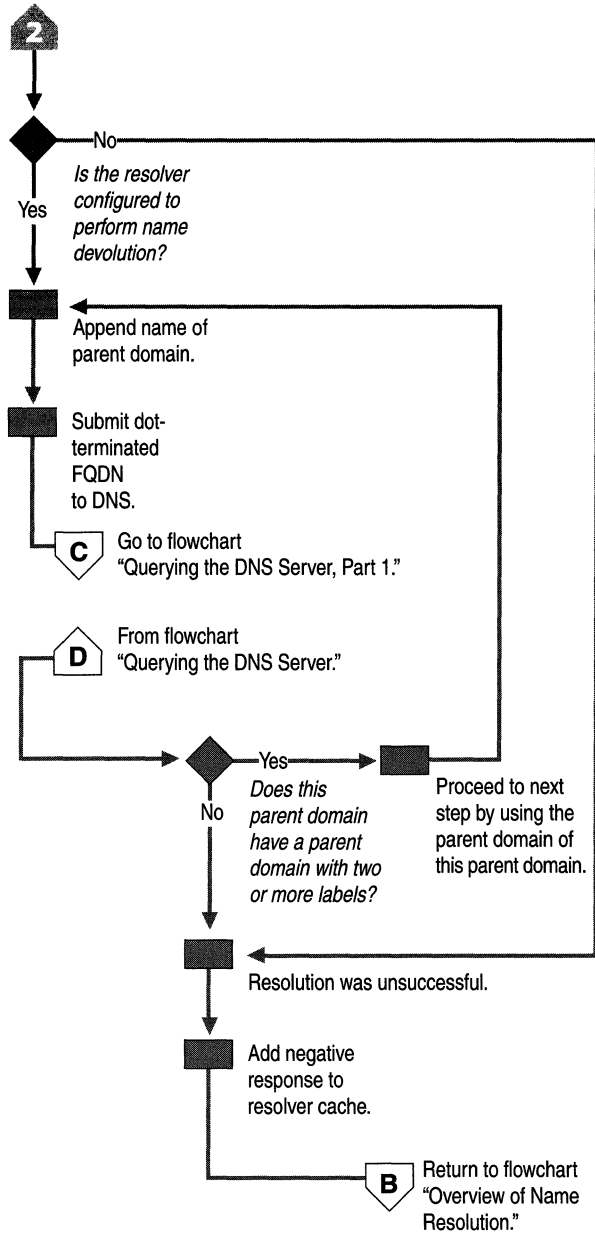 2
No
Is the resolver
configured to
perform name
devolution?
Yes
Append name of
parent domain.
Submit dot-
terminated
FQDN
to DNS.
C
Go to flowchart
“Querying the DNS Server, Part 1.”
D
From flowchart
“Querying the DNS Server.”
Yes
Does this
parent domain
have a parent
domain with two
or more labels?
No
Proceed to next
step by using the
parent domain of
this parent domain.
Resolution was unsuccessful.
Add negative
response to
resolver cache.
B
Return to flowchart
“Overview of Name
Resolution.”